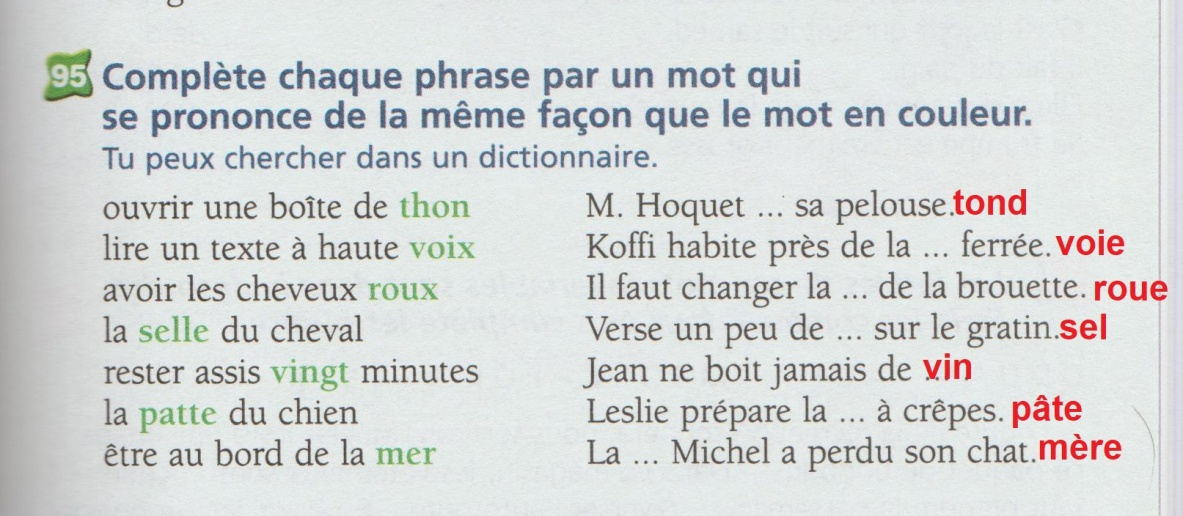 95 Complète chaque phrase par un mot qui
se prononce de la même façon que le mot en couleur.
Tu peux chercher dans un dictionnaire.
ouvrir une boîte de thon M. Hoquet ... sa pelouse. tond
lire un texte à haute voix Koffi habite près de la ... ferrée. voie
avoir les cheveux roux Il faut changer la ... de la brouette. roue
la selle du cheval Verse un peu de ... sur le gratin. sel
rester assis vingt minutes Jean ne boit jamais de vin
la patte du chien Leslie prépare la ... à crêpes. pâte
être au bord de la mer La ... Michel a perdu son chat. mère